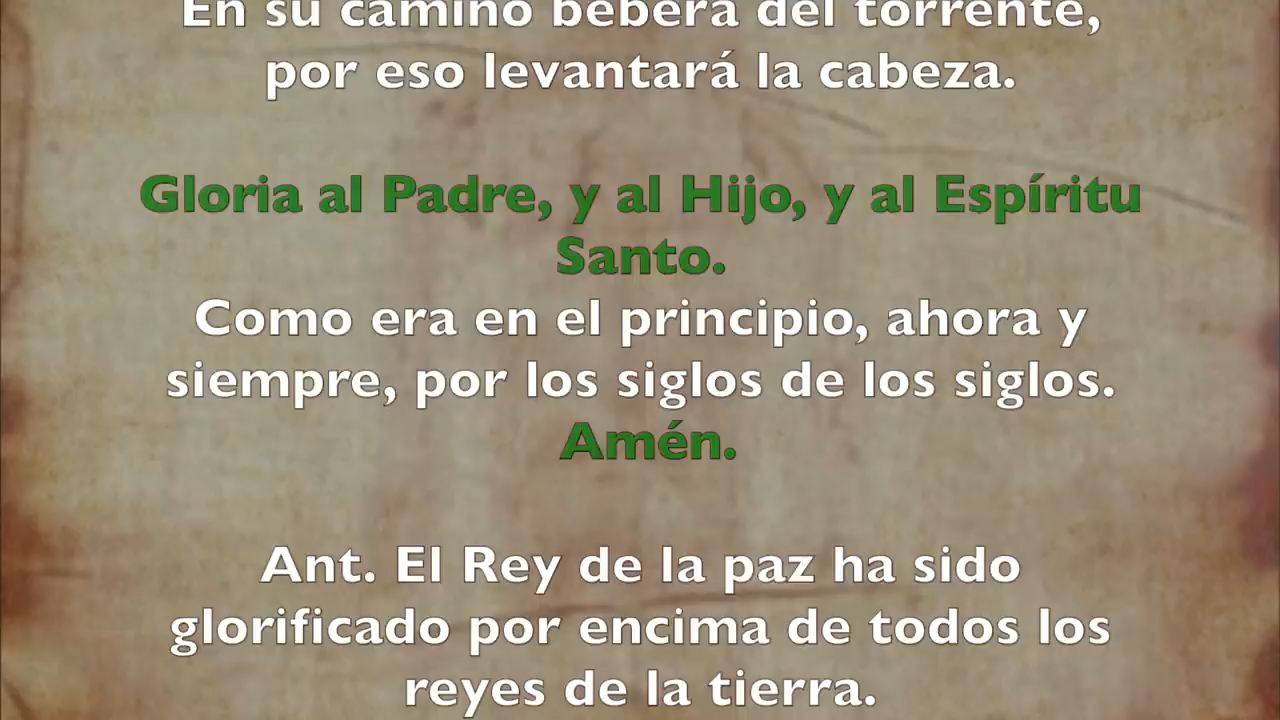 En su camino beberá del torrente,
por eso levantará la cabeza.
Gloria al Padre, y al Hijo, y al Espíritu
Santo.
Como era en el principio, ahora y
siempre, por los siglos de los siglos.
Amén.
Ant. El Rey de la paz ha sido
glorificado por encima de todos los
reyes de la tierra.